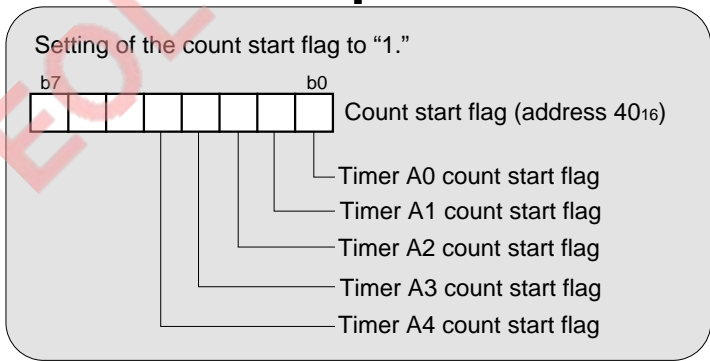 Setting of the count start flag to “1.”
b7 b0
Count start flag (address 4016)
Timer A0 count start flag
Timer A1 count start flag
Timer A2 count start flag
Timer A3 count start flag
Timer A4 count start flag
EOL